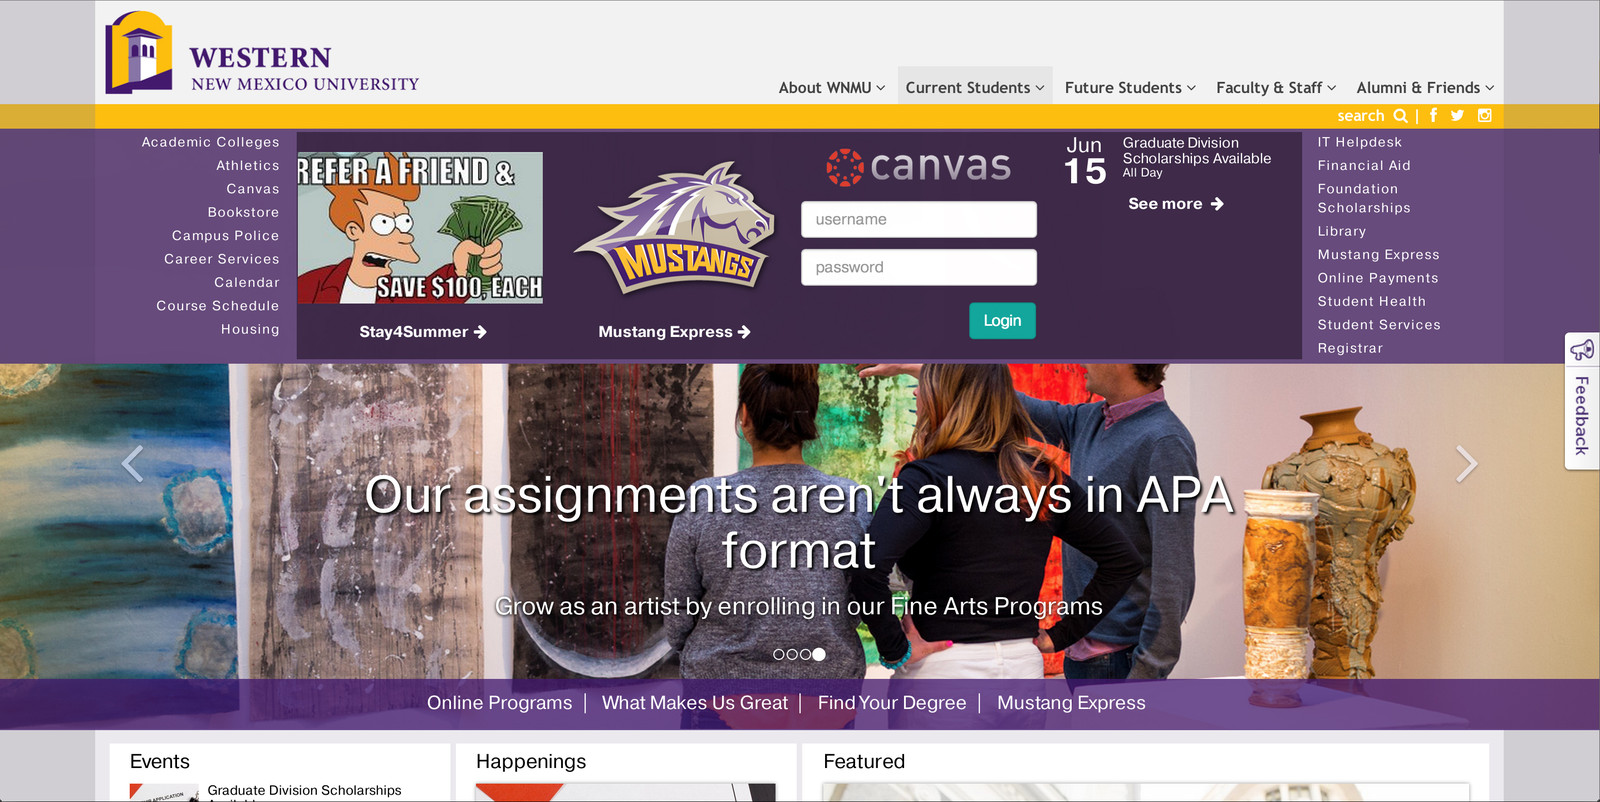 WESTERN
NEW MEXICO UNIVERSITY
About WNMU
Current Students
Future Students
Faculty & Staff
Alumni & Friends
search |
Academic Colleges
Athletics
Canvas
Bookstore
Campus Police
Career Services
Calendar
Course Schedule
Housing
REFER A FRIEND &
SAVE $100, EACH
Stay4Summer
MUSTANGS
Mustang Express
canvas
username
password
Login
Jun
15
Graduate Division
Scholarships Available
All Day
See more
IT Helpdesk
Financial Aid
Foundation
Scholarships
Library
Mustang Express
Online Payments
Student Health
Student Services
Registrar
Feedback
Our assignments aren't always in APA
format
Grow as an artist by enrolling in our Fine Arts Programs
Online Programs | What Makes Us Great | Find Your Degree | Mustang Express
Events
APPLICATION
Graduate Division Scholarships
Happenings
Featured